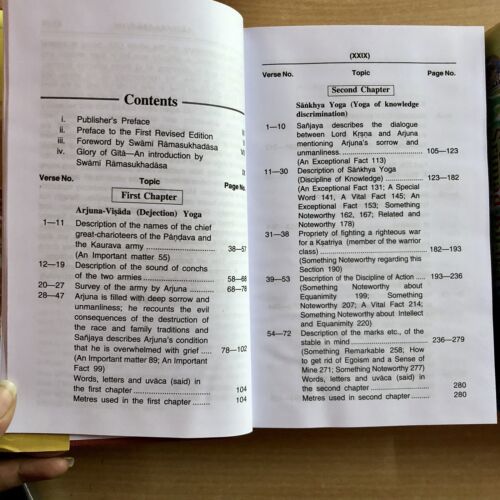 Contents
i. Publisher's Preface
ii. Preface to the First Revised Edition
iii. Foreword by Swāmī Rāmasukhadāsa
iv. Glory of Gītā—An introduction by
Swāmī Rāmasukhadāsa IX
Verse No. Topic Page No.
First Chapter
Arjuna-Viṣāda (Dejection) Yoga
1—11 Description of the names of the chief
great-charioteers of the Pāṇḍava and
the Kaurava army ..................... 38—57
(An Important matter 55)
12—19 Description of the sound of conchs
of the two armies ..................... 58—68
20—27 Survey of the army by Arjuna ......... 68—78
28—47 Arjuna is filled with deep sorrow and
unmanliness; he recounts the evil
consequences of the destruction of
the race and family traditions and
Sañjaya describes Arjuna's condition
that he is overwhelmed with grief ..... 78—102
(An Important matter 89; An Important
Fact 99)
Words, letters and uvāca (said) in
the first chapter ..................... 104
Metres used in the first chapter ......... 104
(XXIX)
Verse No. Topic Page No.
Second Chapter
Sāṅkhya Yoga (Yoga of knowledge
discrimination)
1—10 Sañjaya describes the dialogue
between Lord Kṛṣṇa and Arjuna
mentioning Arjuna's sorrow and
unmanliness ..................... 105—123
(An Exceptional Fact 113)
11—30 Description of Sāṅkhya Yoga
(Discipline of Knowledge) ............. 123—182
(An Exceptional Fact 131; A Special
Word 141, A Vital Fact 145; An
Exceptional Fact 153; Something
Noteworthy 162, 167; Related and
Noteworthy 178)
31—38 Propriety of fighting a righteous war
for a Kṣatriya (member of the warrior
class) ..................... 182—193
(Something Noteworthy regarding this
Section 190)
39—53 Description of the Discipline of Action ..... 193—236
(Something Noteworthy about
Equanimity 199; Something
Noteworthy 207; A Vital Fact 214;
Something Noteworthy about Intellect
and Equanimity 220)
54—72 Description of the marks etc., of the
stable in mind ..................... 236—279
(Something Remarkable 258; How
to get rid of Egoism and a Sense of
Mine 271; Something Noteworthy 277)
Words, letters and uvāca (said) in
the second chapter ..................... 280
Metres used in second chapter ......... 280